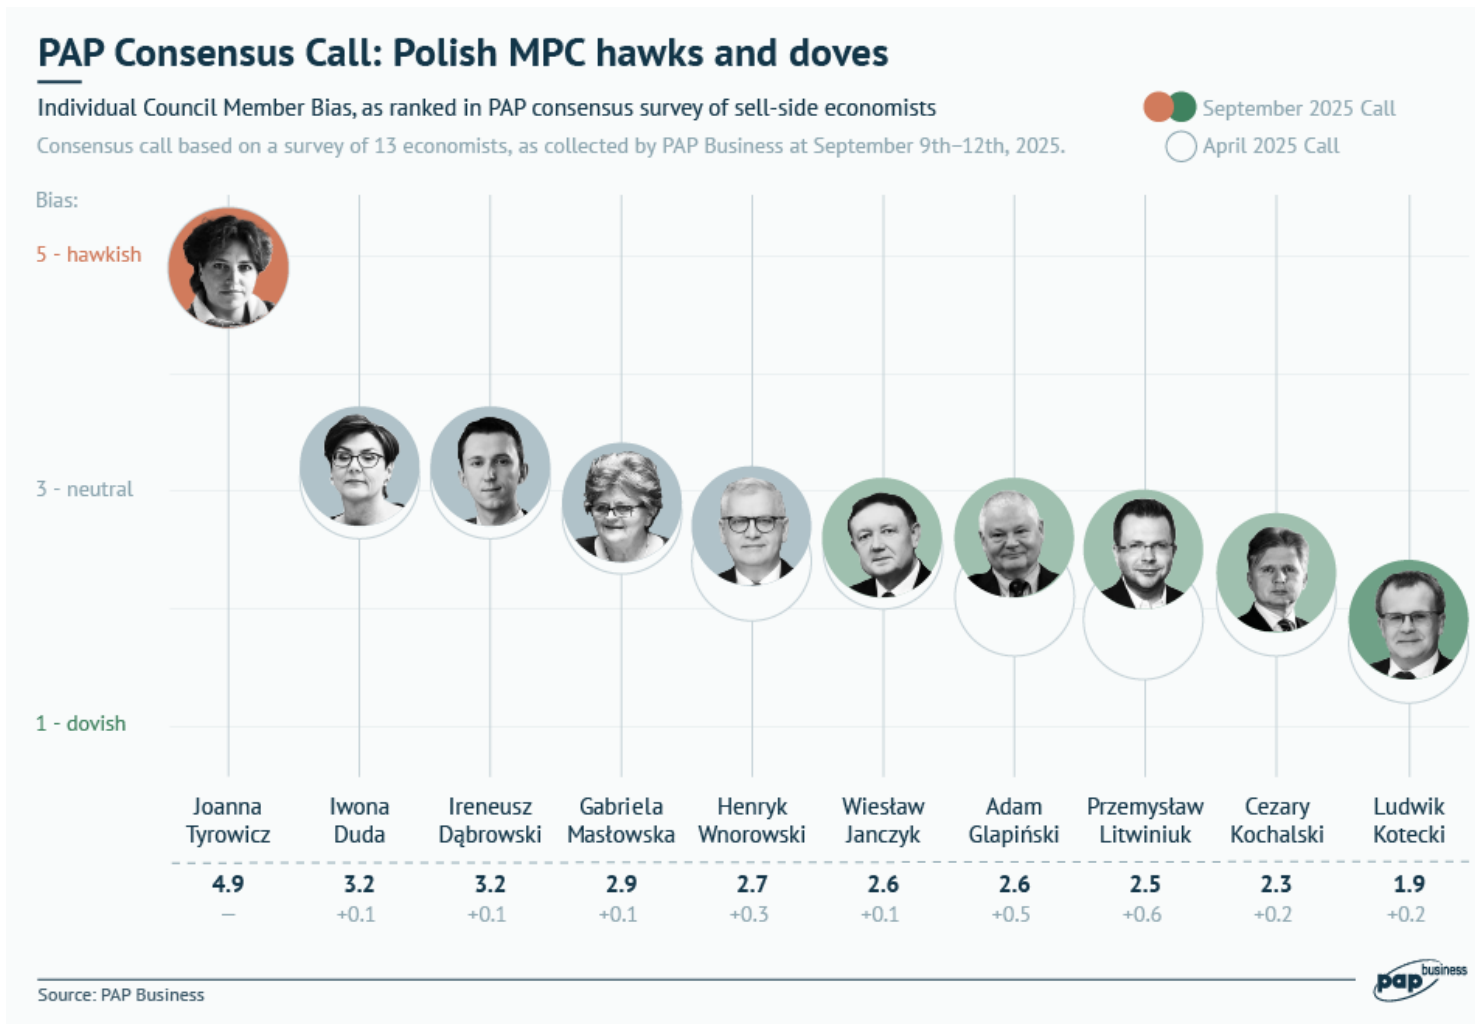 PAP Consensus Call: Polish MPC hawks and doves
Individual Council Member Bias, as ranked in PAP consensus survey of sell-side economists
September 2025 Call
Consensus call based on a survey of 13 economists, as collected by PAP Business at September 9th–12th, 2025.
April 2025 Call
Bias:
5 - hawkish
3 - neutral
1 - dovish
Joanna Tyrowicz
Iwona Duda
Ireneusz Dąbrowski
Gabriela Masłowska
Henryk Wnorowski
Wiesław Janczyk
Adam Glapiński
Przemysław Litwiniuk
Cezary Kochalski
Ludwik Kotecki
4.9 3.2 3.2 2.9 2.7 2.6 2.6 2.5 2.3 1.9
— +0.1 +0.1 +0.1 +0.3 +0.1 +0.5 +0.6 +0.2 +0.2
Source: PAP Business
pap business